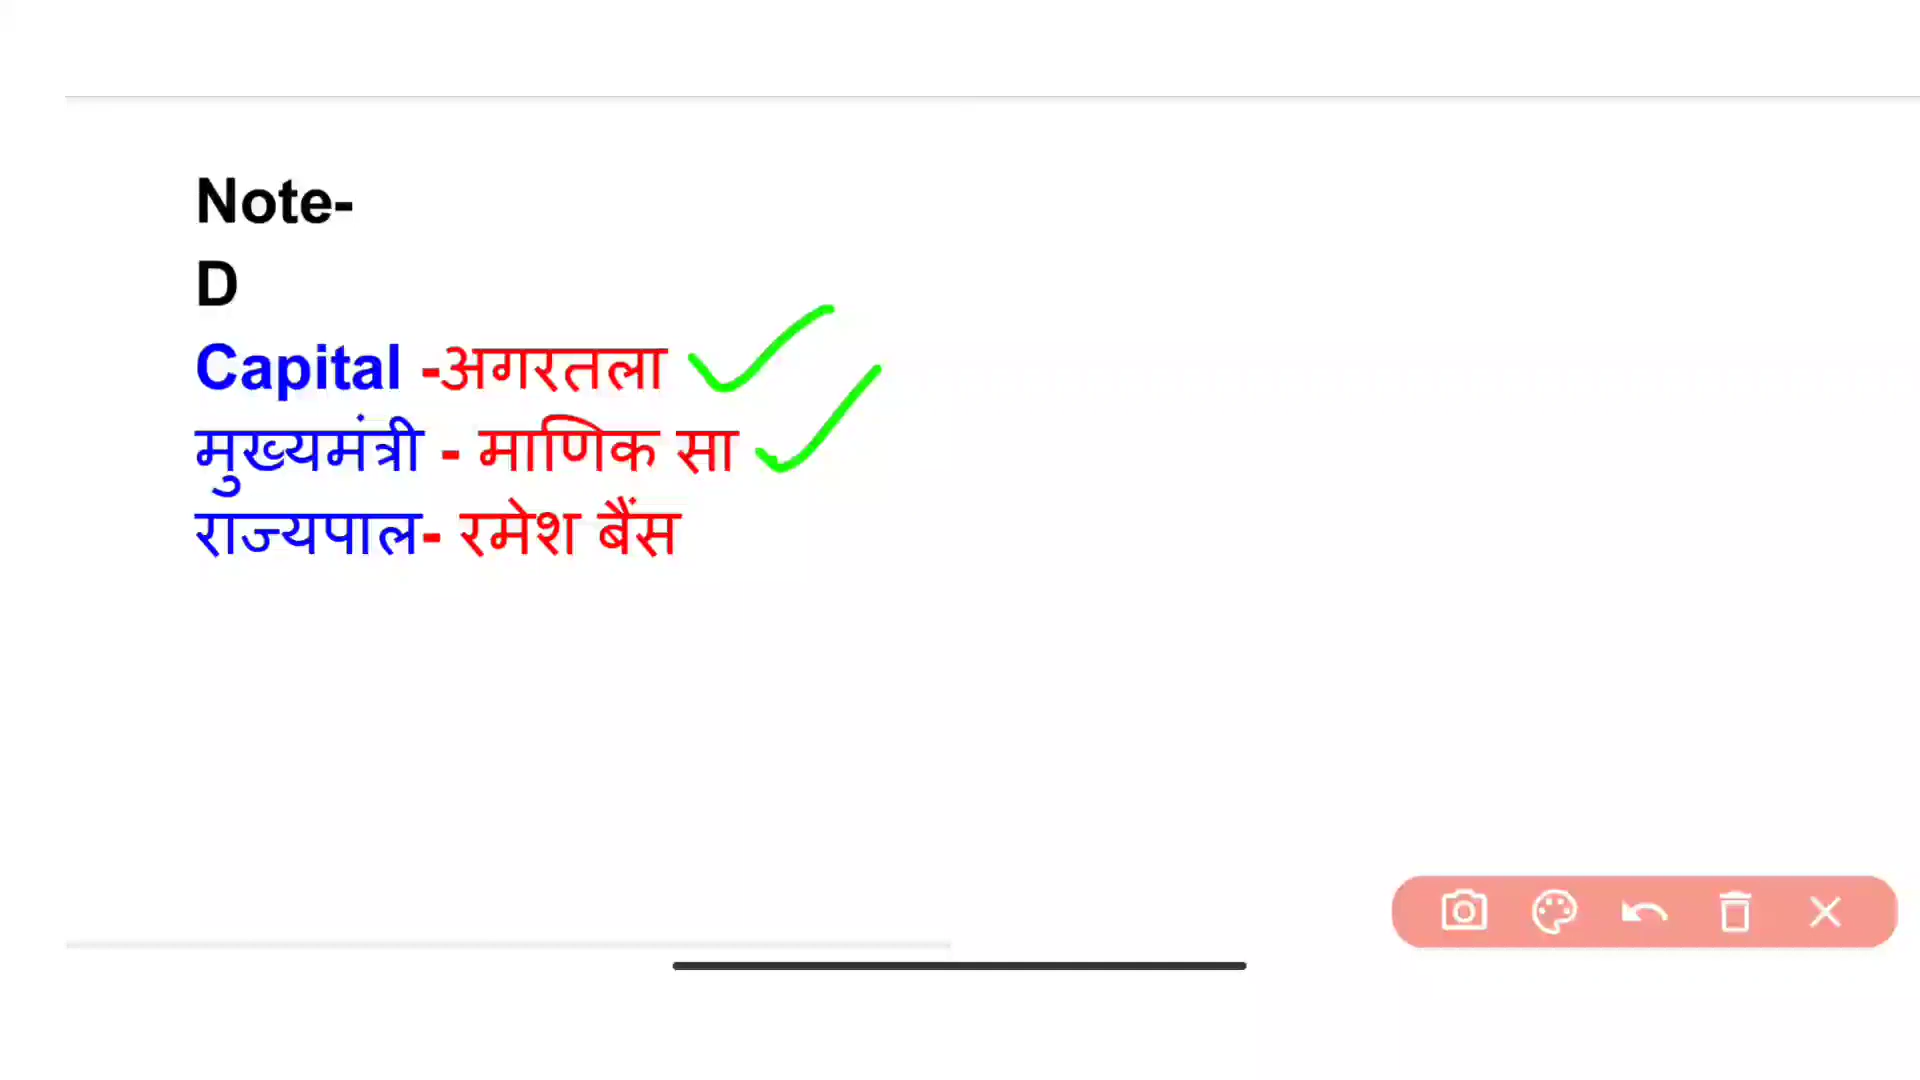 Note-
D
Capital -अगरतला
मुख्यमंत्री - माणिक सा
राज्यपाल- रमेश बैंस